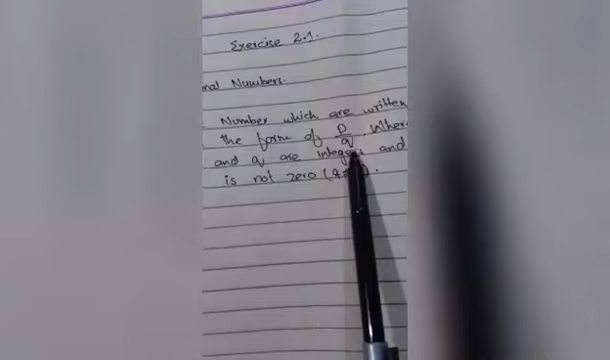 Exercise 2.1.
nal Numbers.
Number which are written
the form of p/q. Wher
and q are integers and
is not zero (q≠